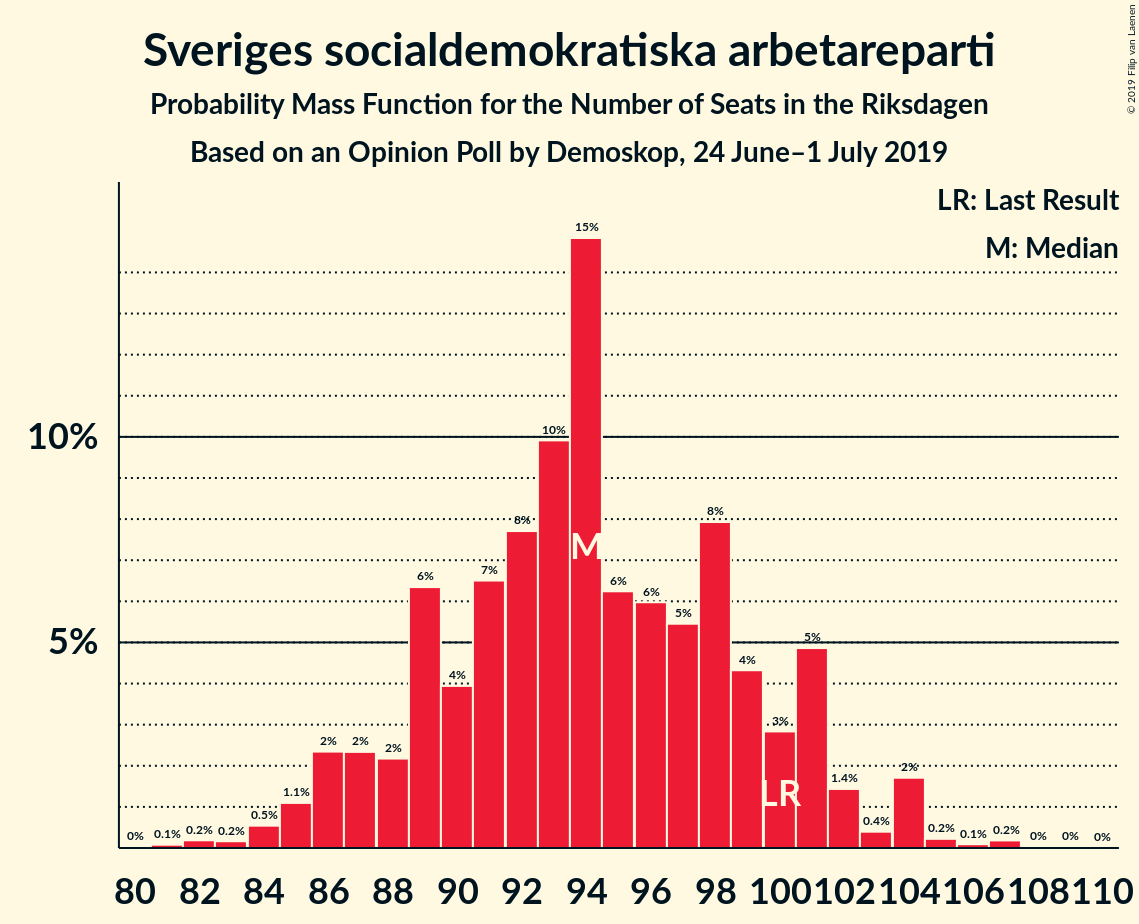 Sveriges socialdemokratiska arbetareparti
Probability Mass Function for the Number of Seats in the Riksdagen
Based on an Opinion Poll by Demoskop, 24 June–1 July 2019
© 2019 Filip van Laenen
LR: Last Result
M: Median
10%
5%
0% 0.1% 0.2% 0.2% 0.5% 1.1% 2% 2% 2% 6% 4% 7% 8% 10% 15% 6% 6% 5% 8% 4% 3% 5% 1.4% 0.4% 2% 0.2% 0.1% 0.2% 0% 0% 0%
M
LR
80 82 84 86 88 90 92 94 96 98 100 102 104 106 108 110